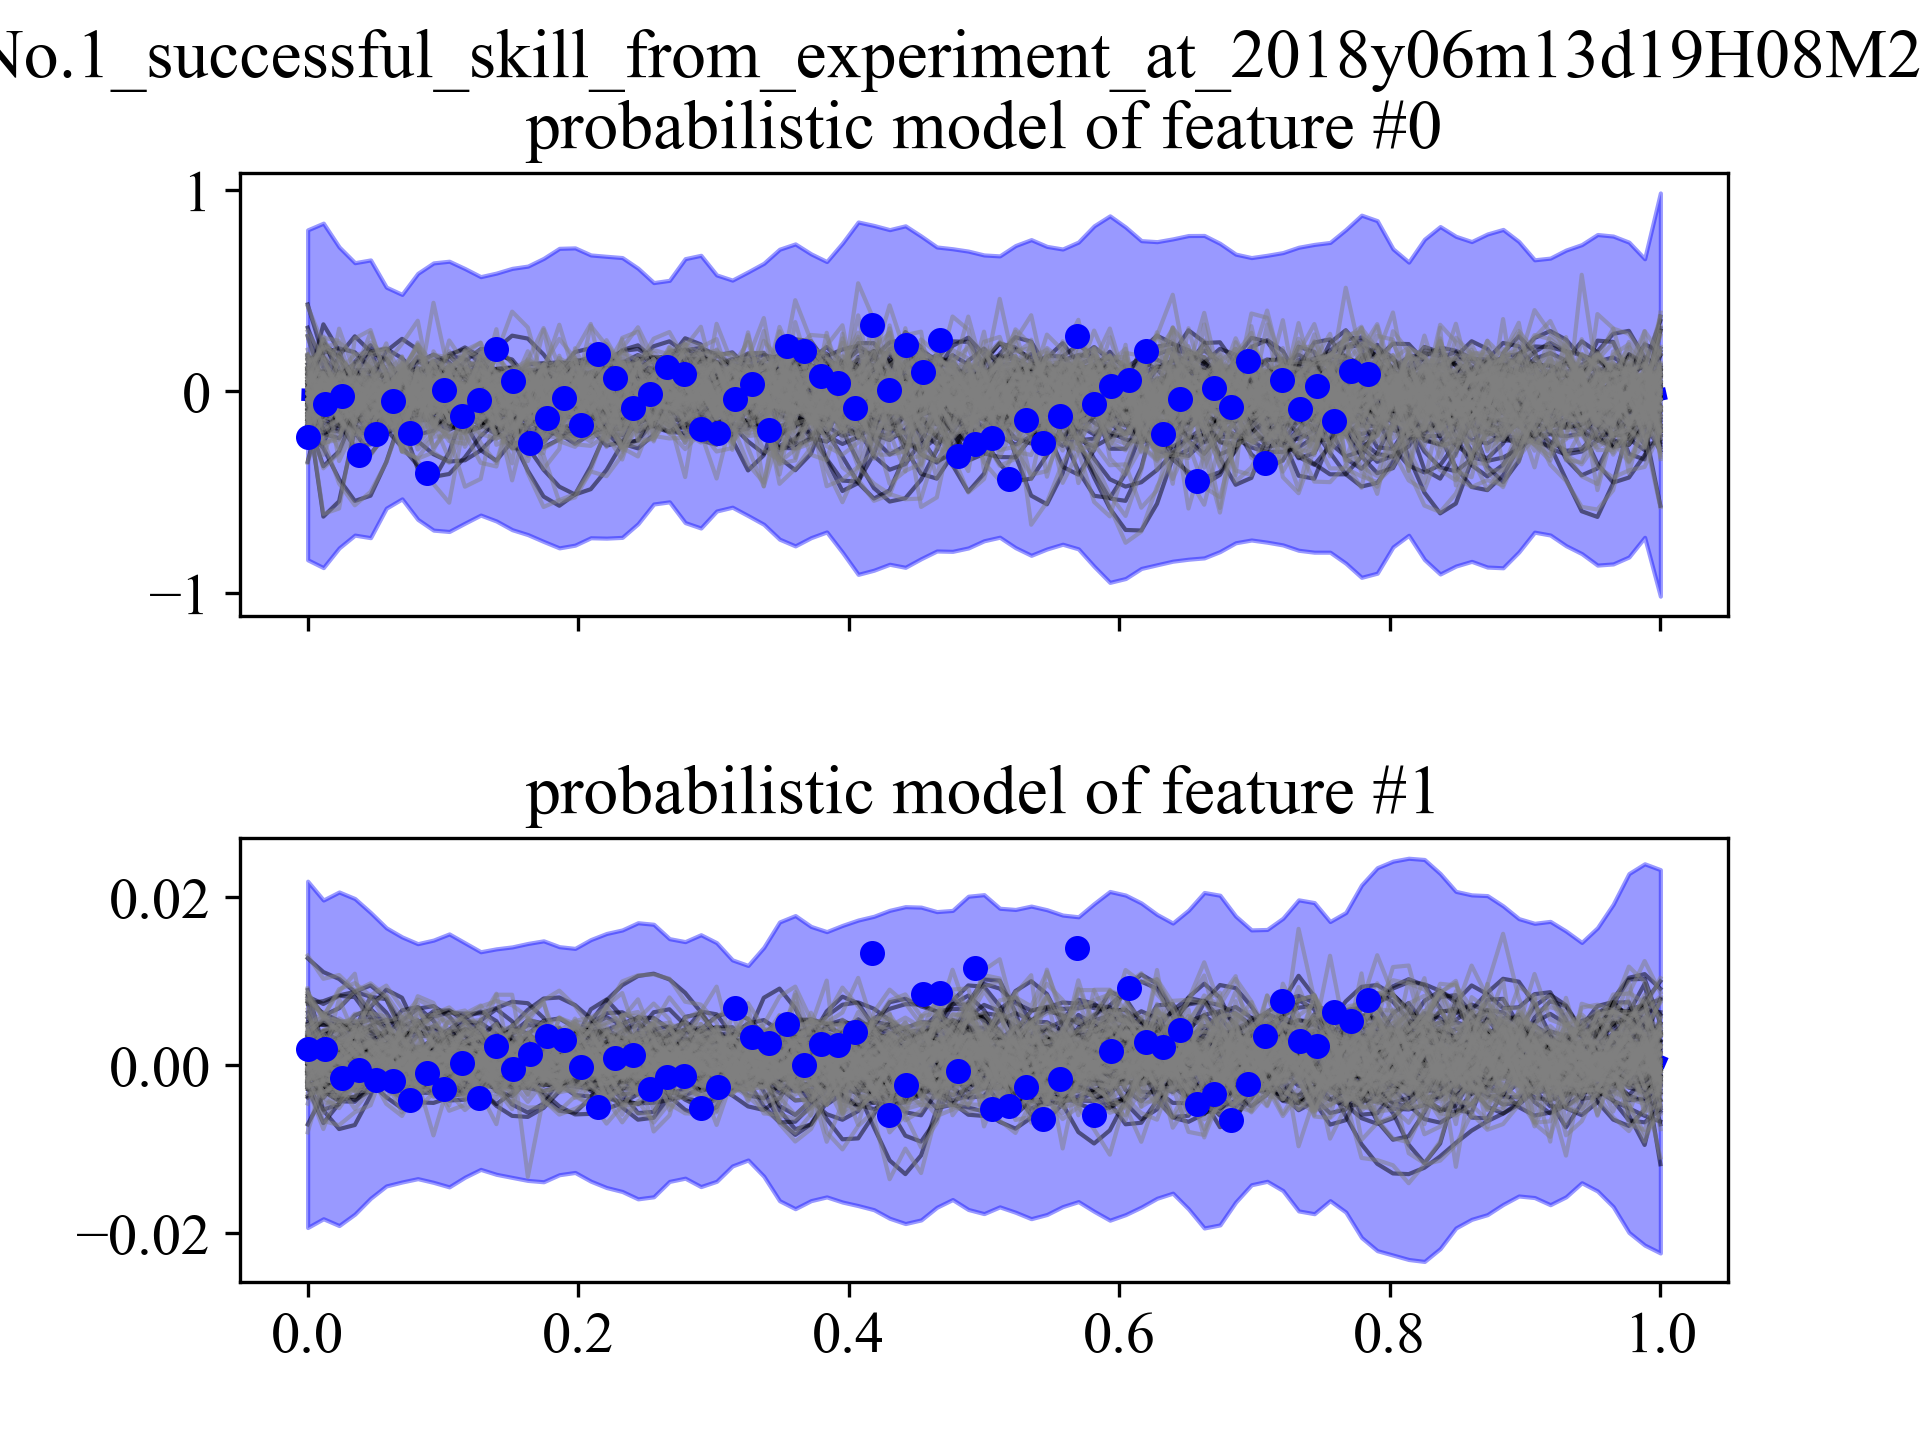 No.1_successful_skill_from_experiment_at_2018y06m13d19H08M2
probabilistic model of feature #0
1
0
−1
probabilistic model of feature #1
0.02
0.00
−0.02
0.0 0.2 0.4 0.6 0.8 1.0